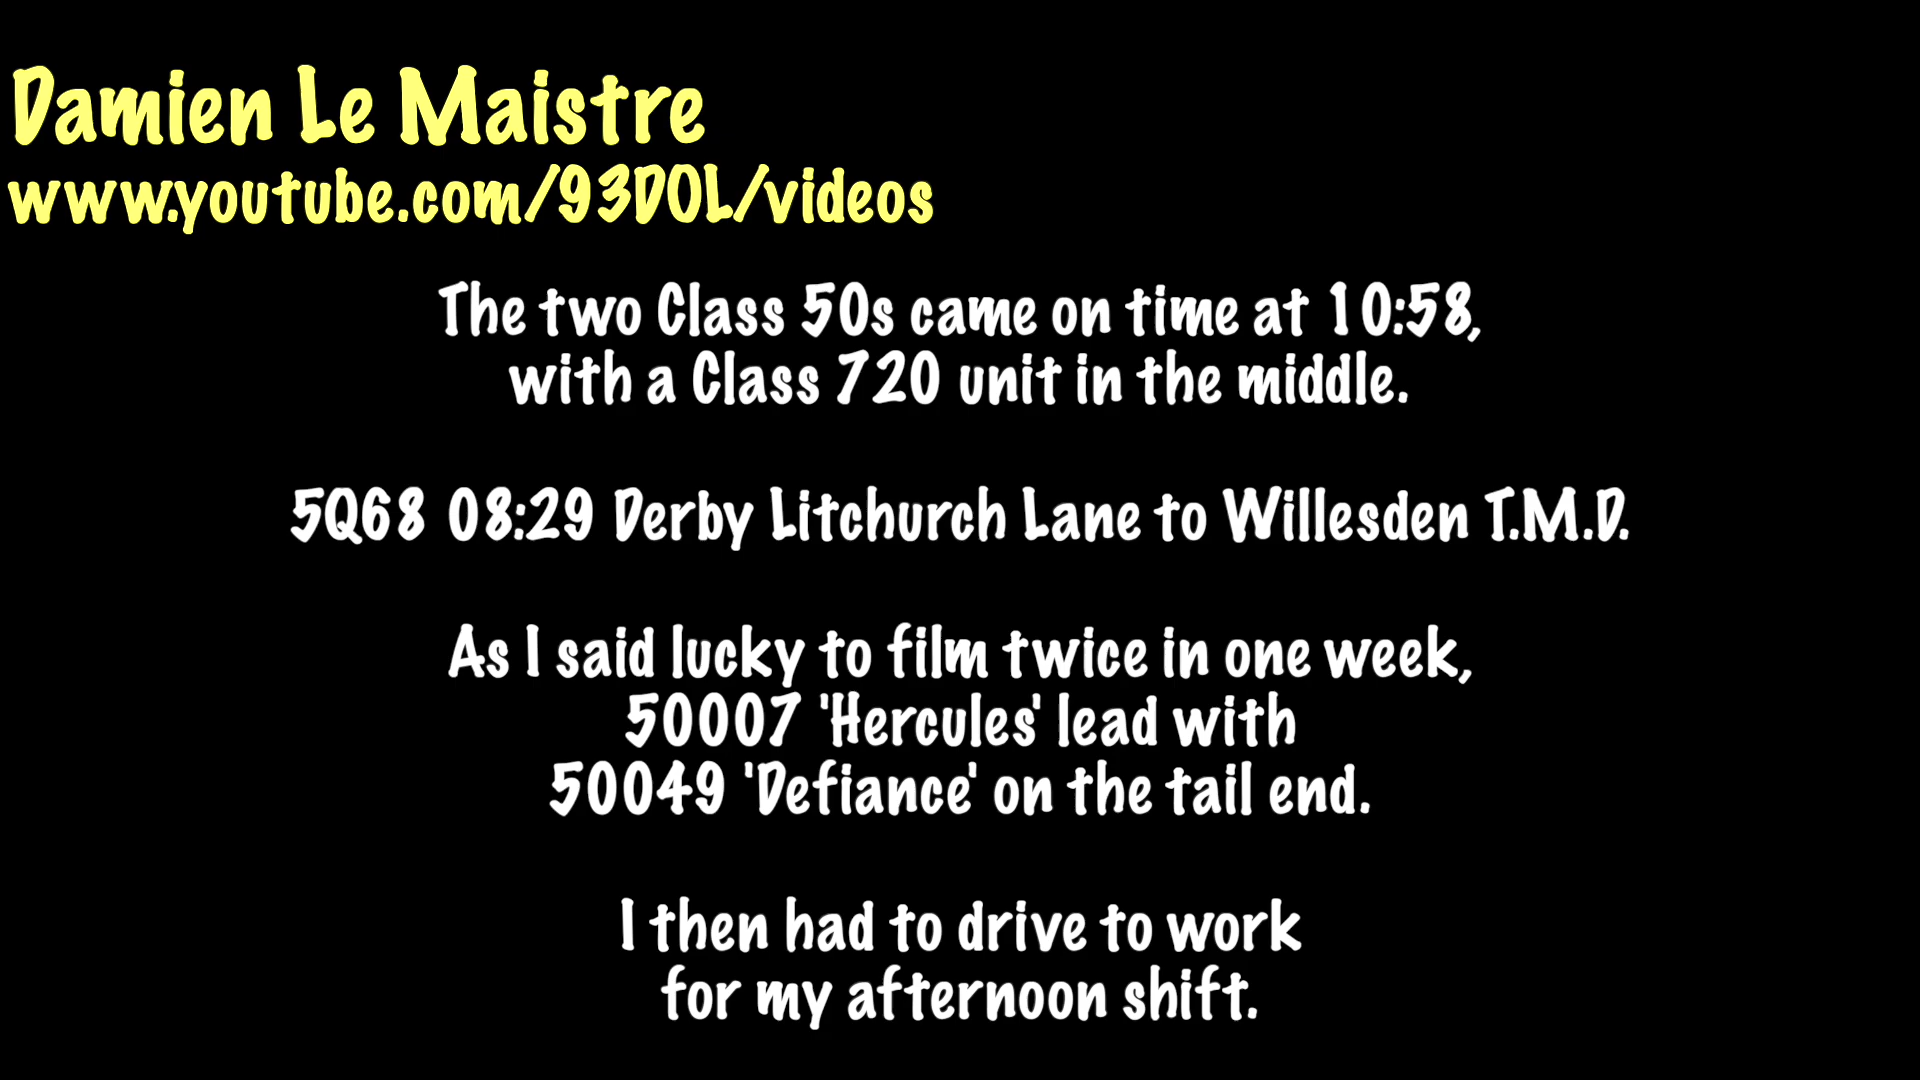 Damien Le Maistre
www.youtube.com/93DOL/videos
The two Class 50s came on time at 10:58,
with a Class 720 unit in the middle.
5Q68 08:29 Derby Litchurch Lane to Willesden T.M.D.
As I said lucky to film twice in one week,
50007 'Hercules' lead with
50049 'Defiance' on the tail end.
I then had to drive to work
for my afternoon shift.